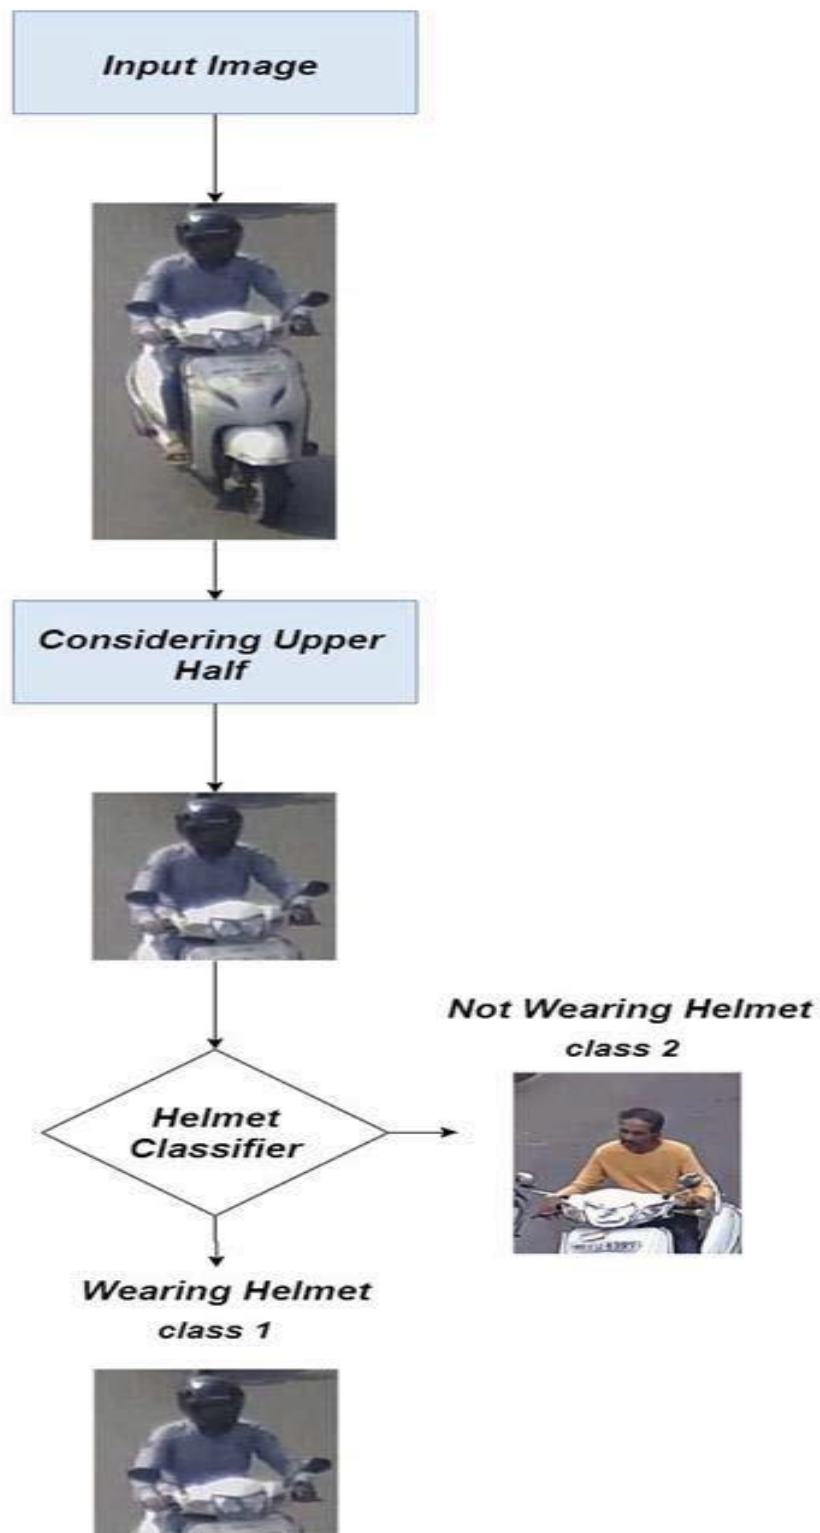 Input Image
Considering Upper
Half
Not Wearing Helmet
class 2
Helmet
Classifier
Wearing Helmet
class 1